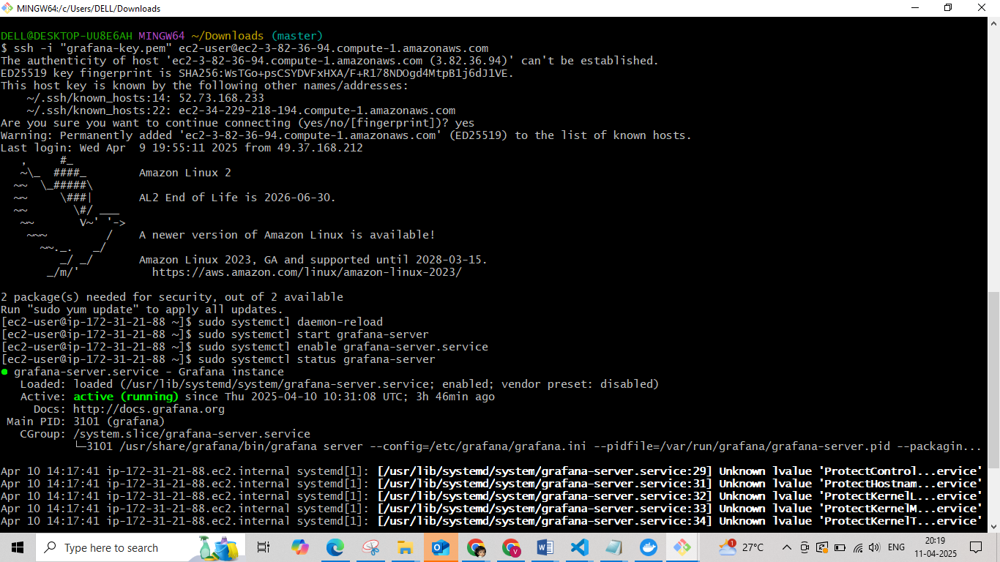 MINGW64:/c/Users/DELL/Downloads
DELL@DESKTOP-UU8E6AH MINGW64 ~/Downloads (master)
$ ssh -i "grafana-key.pem" ec2-user@ec2-3-82-36-94.compute-1.amazonaws.com
The authenticity of host 'ec2-3-82-36-94.compute-1.amazonaws.com (3.82.36.94)' can't be established.
ED25519 key fingerprint is SHA256:WsTGo+psCSYDVFxHXA/F+R178NDOgd4MtpB1j6dJ1VE.
This host key is known by the following other names/addresses:
    ~/.ssh/known_hosts:14: 52.73.168.233
    ~/.ssh/known_hosts:22: ec2-34-229-218-194.compute-1.amazonaws.com
Are you sure you want to continue connecting (yes/no/[fingerprint])? yes
Warning: Permanently added 'ec2-3-82-36-94.compute-1.amazonaws.com' (ED25519) to the list of known hosts.
Last login: Wed Apr  9 19:55:11 2025 from 49.37.168.212
   ,     #_
   ~\_  ####_        Amazon Linux 2
  ~~  \_#####\
  ~~     \###|       AL2 End of Life is 2026-06-30.
  ~~       \#/ ___
   ~~       V~' '->
    ~~~         /    A newer version of Amazon Linux is available!
      ~~._.   _/
         _/ _/       Amazon Linux 2023, GA and supported until 2028-03-15.
       _/m/'           https://aws.amazon.com/linux/amazon-linux-2023/
2 package(s) needed for security, out of 2 available
Run "sudo yum update" to apply all updates.
[ec2-user@ip-172-31-21-88 ~]$ sudo systemctl daemon-reload
[ec2-user@ip-172-31-21-88 ~]$ sudo systemctl start grafana-server
[ec2-user@ip-172-31-21-88 ~]$ sudo systemctl enable grafana-server.service
[ec2-user@ip-172-31-21-88 ~]$ sudo systemctl status grafana-server
● grafana-server.service - Grafana instance
   Loaded: loaded (/usr/lib/systemd/system/grafana-server.service; enabled; vendor preset: disabled)
   Active: active (running) since Thu 2025-04-10 10:31:08 UTC; 3h 46min ago
     Docs: http://docs.grafana.org
 Main PID: 3101 (grafana)
   CGroup: /system.slice/grafana-server.service
           └─3101 /usr/share/grafana/bin/grafana server --config=/etc/grafana/grafana.ini --pidfile=/var/run/grafana/grafana-server.pid --packagin...
Apr 10 14:17:41 ip-172-31-21-88.ec2.internal systemd[1]: [/usr/lib/systemd/system/grafana-server.service:29] Unknown lvalue 'ProtectControl...ervice'
Apr 10 14:17:41 ip-172-31-21-88.ec2.internal systemd[1]: [/usr/lib/systemd/system/grafana-server.service:31] Unknown lvalue 'ProtectHostnam...ervice'
Apr 10 14:17:41 ip-172-31-21-88.ec2.internal systemd[1]: [/usr/lib/systemd/system/grafana-server.service:32] Unknown lvalue 'ProtectKernelL...ervice'
Apr 10 14:17:41 ip-172-31-21-88.ec2.internal systemd[1]: [/usr/lib/systemd/system/grafana-server.service:33] Unknown lvalue 'ProtectKernelM...ervice'
Apr 10 14:17:41 ip-172-31-21-88.ec2.internal systemd[1]: [/usr/lib/systemd/system/grafana-server.service:34] Unknown lvalue 'ProtectKernelT...ervice'
Type here to search
27°C
ENG
20:19
11-04-2025